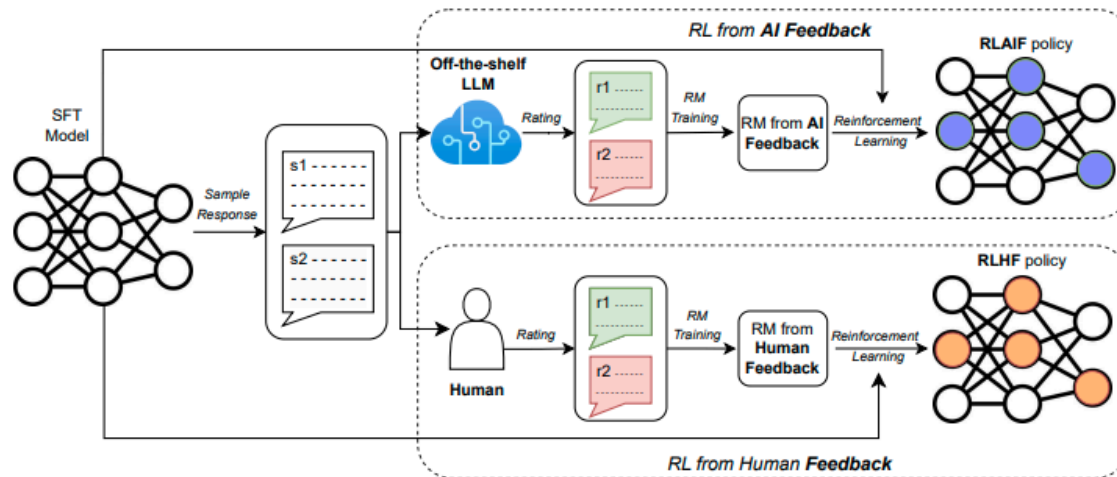 RL from AI Feedback
RLAIF policy
Off-the-shelf
LLM
SFT
Model
Sample
Response
s1
s2
Rating
r1
r2
RM
Training
RM from AI
Feedback
Reinforcement
Learning
RLHF policy
Human
Rating
r1
r2
RM
Training
RM from
Human
Feedback
Reinforcement
Learning
RL from Human Feedback